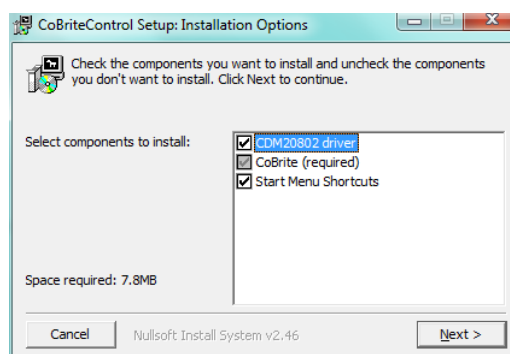 CoBriteControl Setup: Installation Options
Check the components you want to install and uncheck the components
you don't want to install. Click Next to continue.
Select components to install:
CDM20802 driver
CoBrite (required)
Start Menu Shortcuts
Space required: 7.8MB
Cancel
Nullsoft Install System v2.46
Next >